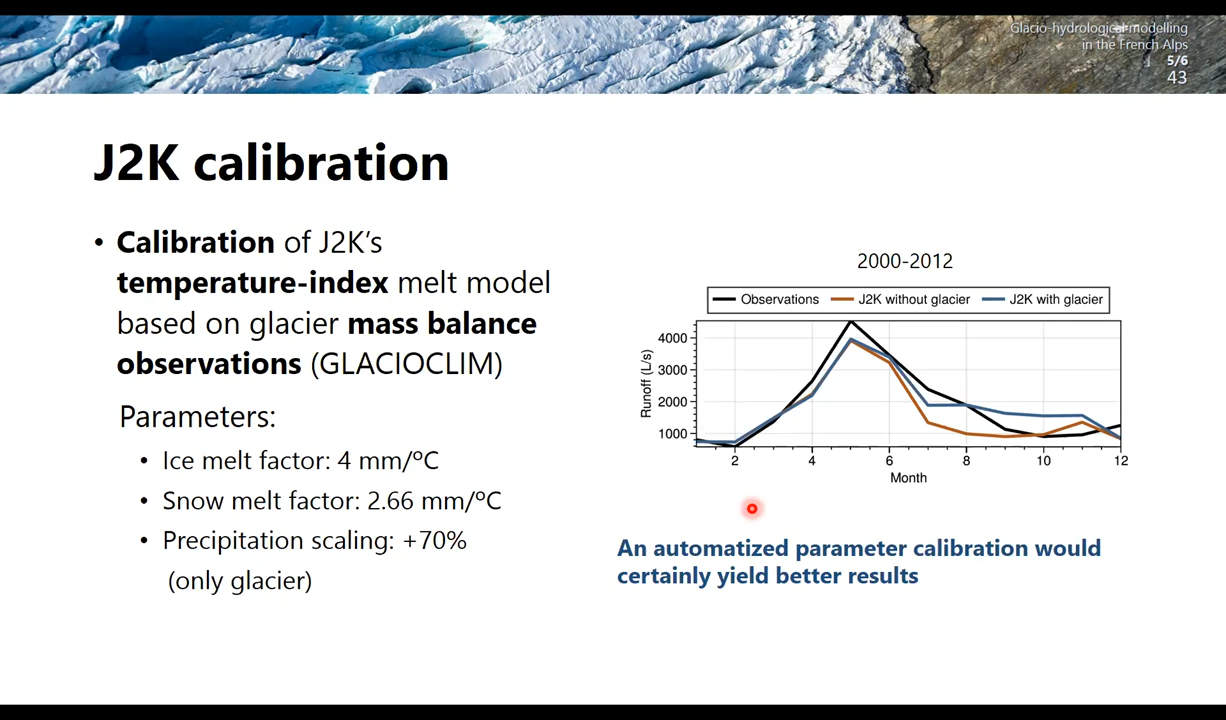 Glacio-hydrological modelling
in the French Alps
5/6
43
J2K calibration
• Calibration of J2K's
temperature-index melt model
based on glacier mass balance
observations (GLACIOCLIM)
Parameters:
• Ice melt factor: 4 mm/°C
• Snow melt factor: 2.66 mm/°C
• Precipitation scaling: +70%
(only glacier)
2000-2012
Observations J2K without glacier J2K with glacier
Runoff (L/s)
4000
3000
2000
1000
2 4 6 8 10 12
Month
An automatized parameter calibration would
certainly yield better results